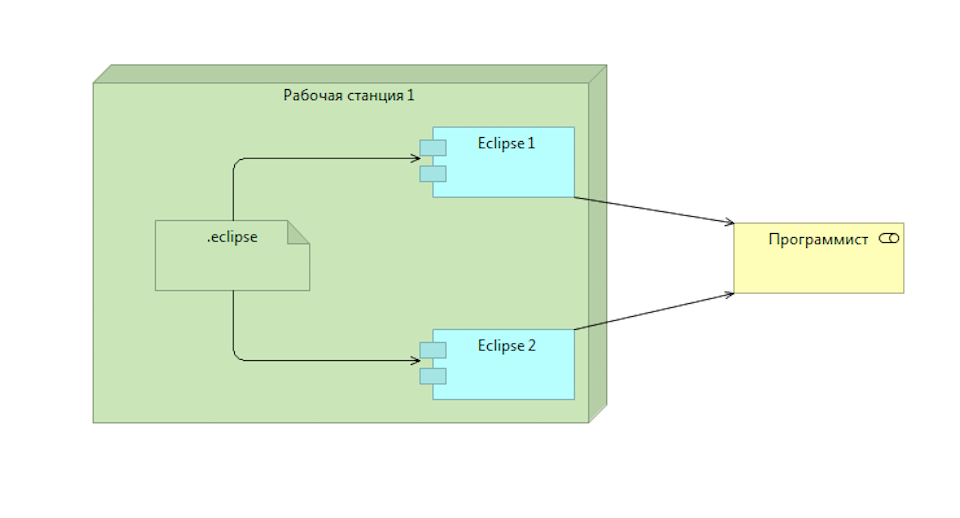 Рабочая станция 1
Eclipse 1
.eclipse
Программист
Eclipse 2